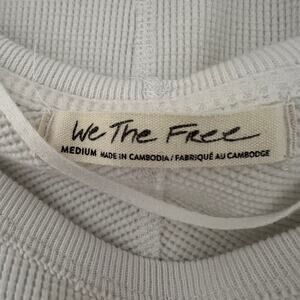 We The Free
MEDIUM MADE IN CAMBODIA / FABRIQUÉ AU CAMBODGE